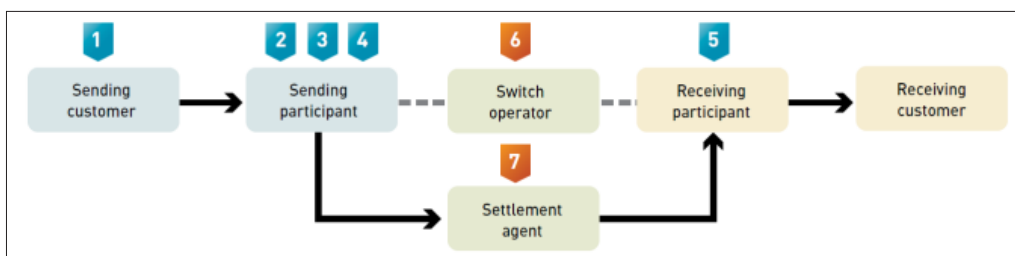 1
2 3 4
6
5
Sending
customer
Sending
participant
Switch
operator
Receiving
participant
Receiving
customer
7
Settlement
agent